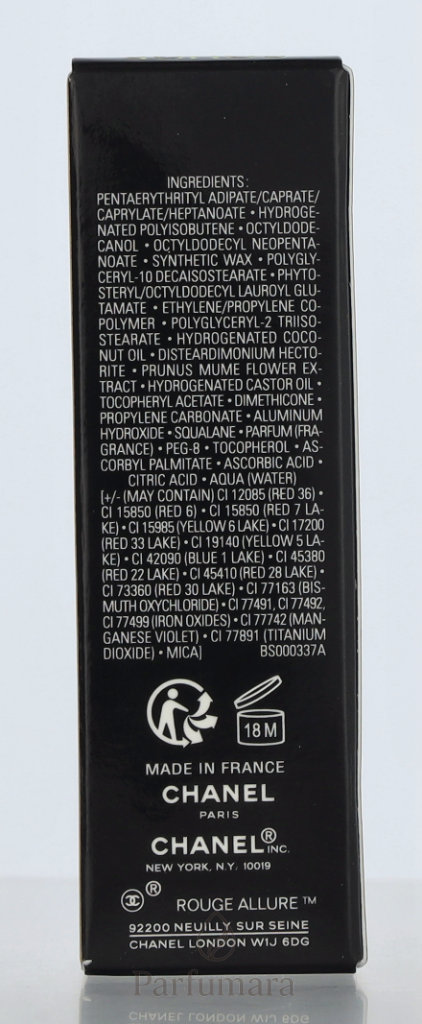 INGREDIENTS:
PENTAERYTHRITYL ADIPATE/CAPRATE/
CAPRYLATE/HEPTANOATE • HYDROGE-
NATED POLYISOBUTENE • OCTYLDODE-
CANOL • OCTYLDODECYL NEOPENTA-
NOATE • SYNTHETIC WAX • POLYGLY-
CERYL-10 DECAISOSTEARATE • PHYTO-
STERYL/OCTYLDODECYL LAUROYL GLU-
TAMATE • ETHYLENE/PROPYLENE CO-
POLYMER • POLYGLYCERYL-2 TRIISO-
STEARATE • HYDROGENATED COCO-
NUT OIL • DISTEARDIMONIUM HECTO-
RITE • PRUNUS MUME FLOWER EX-
TRACT • HYDROGENATED CASTOR OIL •
TOCOPHERYL ACETATE • DIMETHICONE •
PROPYLENE CARBONATE • ALUMINUM
HYDROXIDE • SQUALANE • PARFUM (FRA-
GRANCE) • PEG-8 • TOCOPHEROL • AS-
CORBYL PALMITATE • ASCORBIC ACID •
CITRIC ACID • AQUA (WATER)
[+/- (MAY CONTAIN) CI 12085 (RED 36) •
CI 15850 (RED 6) • CI 15850 (RED 7 LA-
KE) • CI 15985 (YELLOW 6 LAKE) • CI 17200
(RED 33 LAKE) • CI 19140 (YELLOW 5 LA-
KE) • CI 42090 (BLUE 1 LAKE) • CI 45380
(RED 22 LAKE) • CI 45410 (RED 28 LAKE) •
CI 73360 (RED 30 LAKE) • CI 77163 (BIS-
MUTH OXYCHLORIDE) • CI 77491, CI 77492,
CI 77499 (IRON OXIDES) • CI 77742 (MAN-
GANESE VIOLET) • CI 77891 (TITANIUM
DIOXIDE) • MICA] BS000337A
18 M
MADE IN FRANCE
CHANEL
PARIS
CHANEL® INC.
NEW YORK, N.Y. 10019
® ROUGE ALLURE ™
92200 NEUILLY SUR SEINE
CHANEL LONDON W1J 6DG
Parfumara